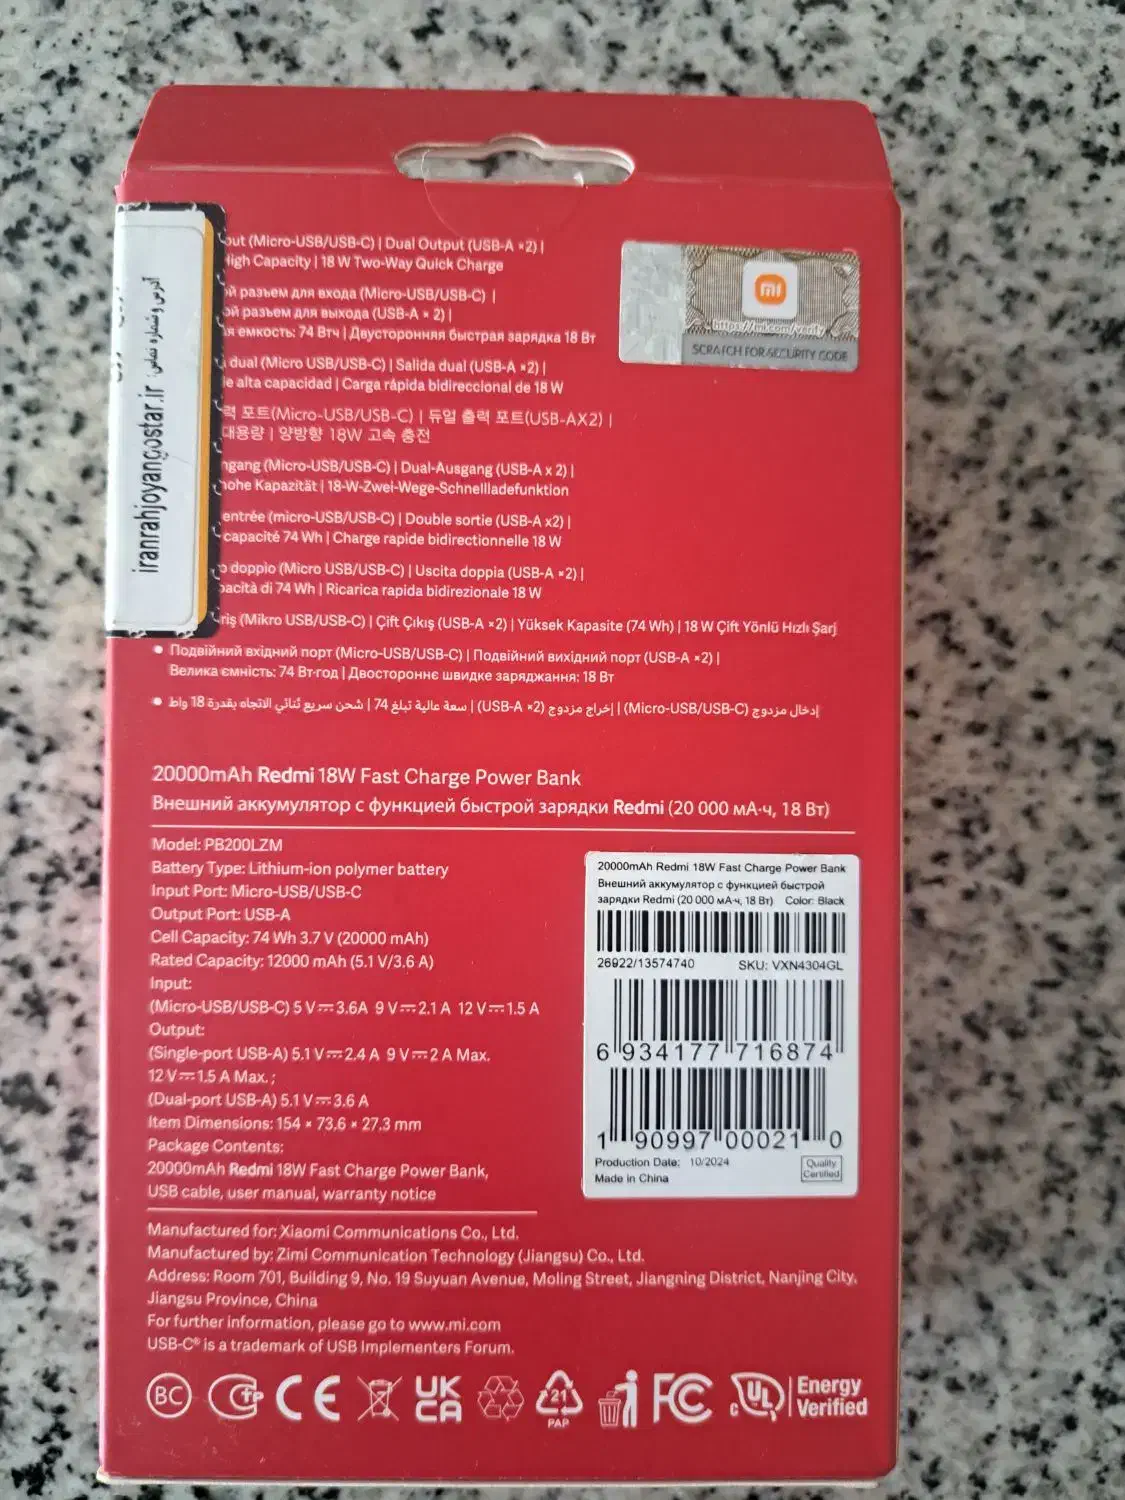 آدرس و شماره تماس:
iranrahjoyangostar.ir
(Micro-USB/USB-C) | Dual Output (USB-A ×2) |
High Capacity | 18 W Two-Way Quick Charge
разъем для входа (Micro-USB/USB-C) |
разъем для выхода (USB-A × 2) |
емкость: 74 Втч | Двусторонняя быстрая зарядка 18 Вт
dual (Micro USB/USB-C) | Salida dual (USB-A ×2) |
alta capacidad | Carga rápida bidireccional de 18 W
포트(Micro-USB/USB-C) | 듀얼 출력 포트(USB-AX2) |
대용량 | 양방향 18W 고속 충전
(Micro-USB/USB-C) | Dual-Ausgang (USB-A x 2) |
hohe Kapazität | 18-W-Zwei-Wege-Schnellladefunktion
entrée (micro-USB/USB-C) | Double sortie (USB-A x2) |
capacité 74 Wh | Charge rapide bidirectionnelle 18 W
doppio (Micro USB/USB-C) | Uscita doppia (USB-A ×2) |
di 74 Wh | Ricarica rapida bidirezionale 18 W
(Mikro USB/USB-C) | Çift Çıkış (USB-A ×2) | Yüksek Kapasite (74 Wh) | 18 W Çift Yönlü Hızlı Şarj
• Подвійний вхідний порт (Micro-USB/USB-C) | Подвійний вихідний порт (USB-A ×2) |
Велика ємність: 74 Вт·год | Двостороннє швидке заряджання: 18 Вт
• إدخال مزدوج (Micro-USB/USB-C) | إخراج مزدوج (USB-A ×2) | سعة عالية تبلغ 74 | شحن سريع ثنائي الاتجاه بقدرة 18 واط
mi
https://mi.com/verify
SCRATCH FOR SECURITY CODE
20000mAh Redmi 18W Fast Charge Power Bank
Внешний аккумулятор с функцией быстрой зарядки Redmi (20 000 мА·ч, 18 Вт)
Model: PB200LZM
Battery Type: Lithium-ion polymer battery
Input Port: Micro-USB/USB-C
Output Port: USB-A
Cell Capacity: 74 Wh 3.7 V (20000 mAh)
Rated Capacity: 12000 mAh (5.1 V/3.6 A)
Input:
(Micro-USB/USB-C) 5 V⎓3.6A 9 V⎓2.1 A 12 V⎓1.5 A
Output:
(Single-port USB-A) 5.1 V⎓2.4 A 9 V⎓2 A Max.
12 V⎓1.5 A Max. ;
(Dual-port USB-A) 5.1 V⎓3.6 A
Item Dimensions: 154 × 73.6 × 27.3 mm
Package Contents:
20000mAh Redmi 18W Fast Charge Power Bank,
USB cable, user manual, warranty notice
20000mAh Redmi 18W Fast Charge Power Bank
Внешний аккумулятор с функцией быстрой
зарядки Redmi (20 000 мА·ч, 18 Вт) Color: Black
26922/13574740 SKU: VXN4304GL
6 934177 716874
1 90997 00021 0
Production Date: 10/2024
Made in China
Quality
Certified
Manufactured for: Xiaomi Communications Co., Ltd.
Manufactured by: Zimi Communication Technology (Jiangsu) Co., Ltd.
Address: Room 701, Building 9, No. 19 Suyuan Avenue, Moling Street, Jiangning District, Nanjing City,
Jiangsu Province, China
For further information, please go to www.mi.com
USB-C® is a trademark of USB Implementers Forum.
BC CE UK CA 21 PAP FC c UL Energy Verified